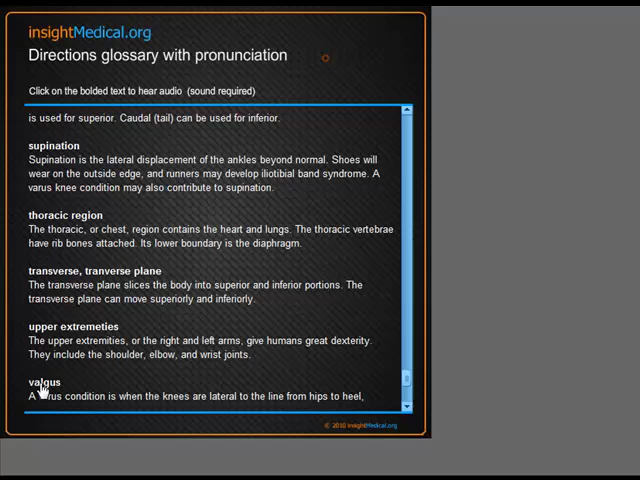 insightMedical.org
Directions glossary with pronunciation
Click on the bolded text to hear audio (sound required)
is used for superior. Caudal (tail) can be used for inferior.
supination
Supination is the lateral displacement of the ankles beyond normal. Shoes will
wear on the outside edge, and runners may develop iliotibial band syndrome. A
varus knee condition may also contribute to supination.
thoracic region
The thoracic, or chest, region contains the heart and lungs. The thoracic vertebrae
have rib bones attached. Its lower boundary is the diaphragm.
transverse, tranverse plane
The transverse plane slices the body into superior and inferior portions. The
transverse plane can move superiorly and inferiorly.
upper extremeties
The upper extremities, or the right and left arms, give humans great dexterity.
They include the shoulder, elbow, and wrist joints.
valgus
A condition is when the knees are lateral to the line from hips to heel,
© 2010 insightMedical.org